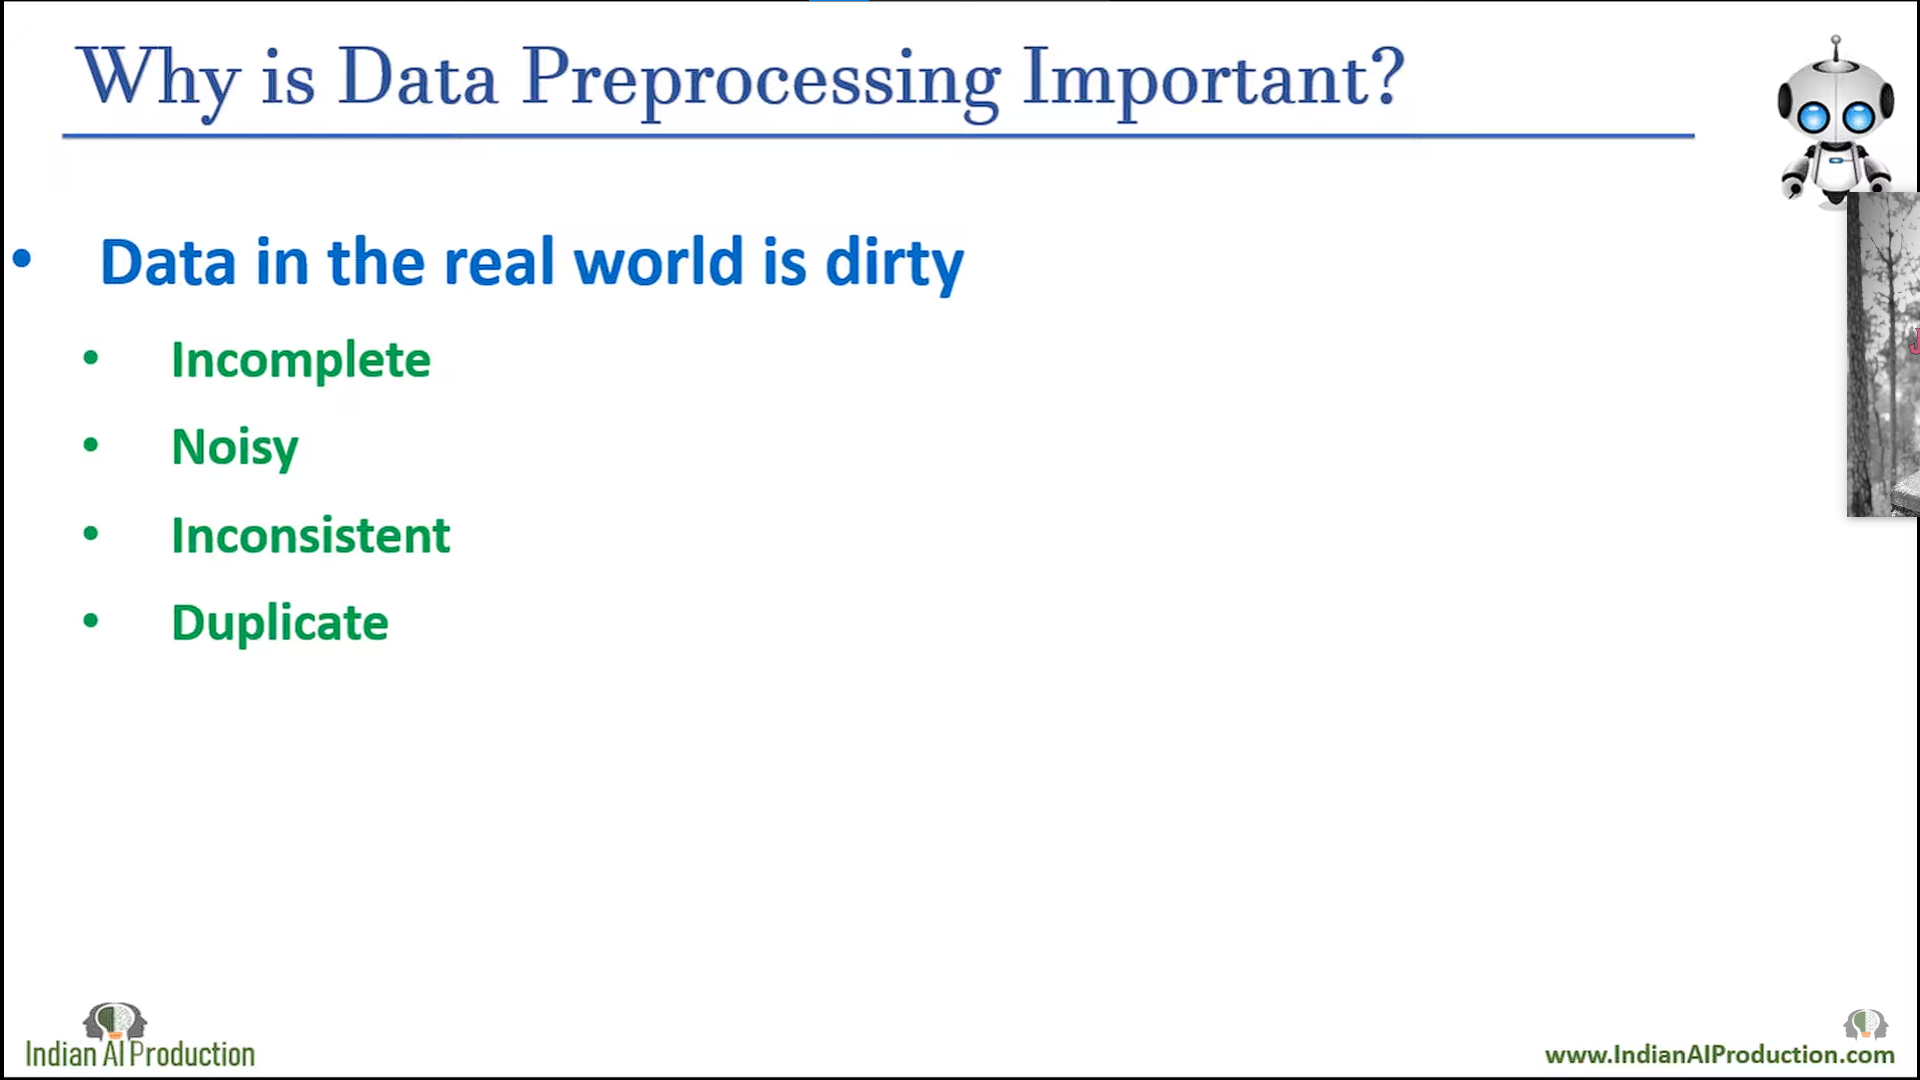 Why is Data Preprocessing Important?
• Data in the real world is dirty
• Incomplete
• Noisy
• Inconsistent
• Duplicate
Indian AI Production
www.IndianAIProduction.com